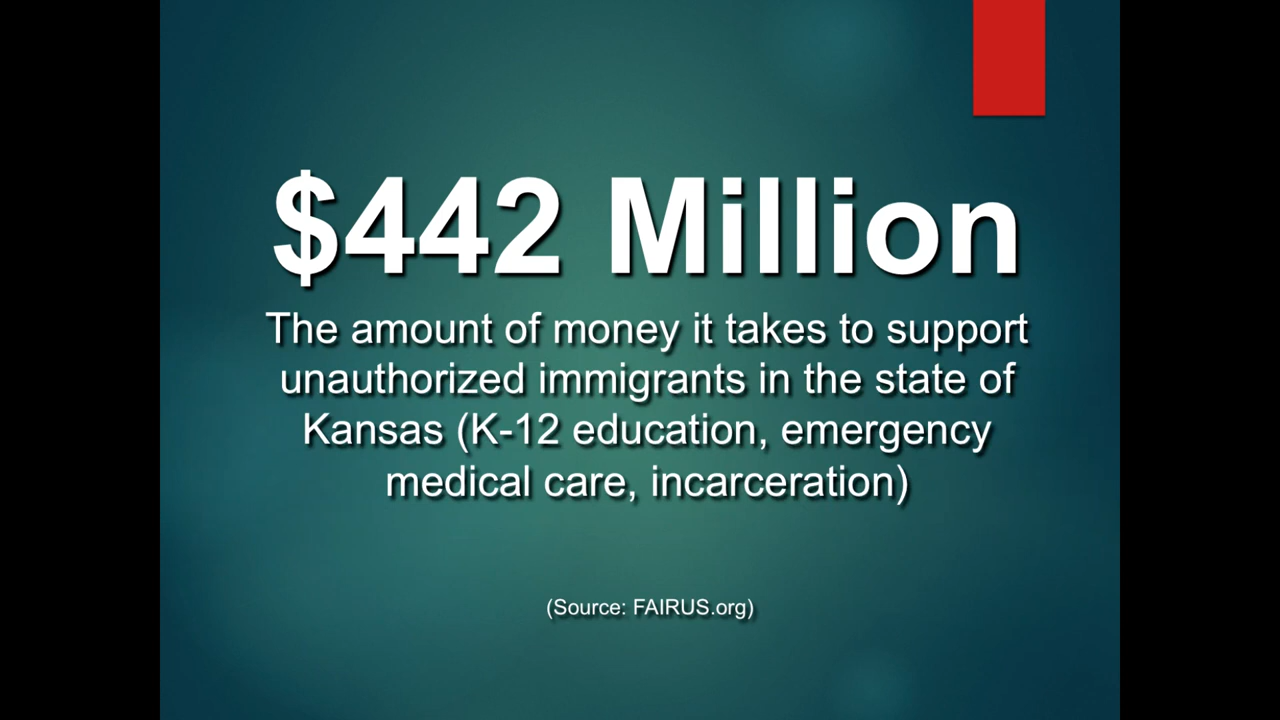 $442 Million
The amount of money it takes to support
unauthorized immigrants in the state of
Kansas (K-12 education, emergency
medical care, incarceration)
(Source: FAIRUS.org)